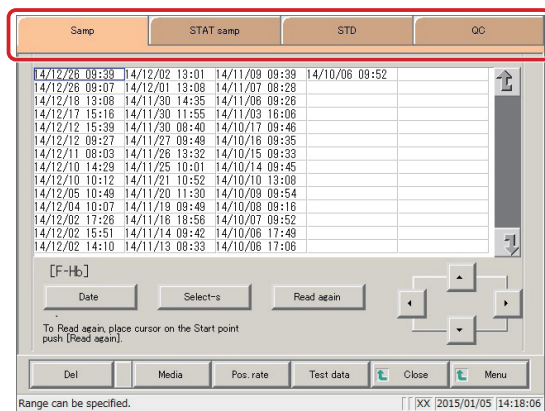 Samp STAT samp STD QC
14/12/26 09:39 14/12/02 13:01 14/11/09 09:39 14/10/06 09:52
14/12/26 09:07 14/12/01 13:08 14/11/07 08:28
14/12/18 13:08 14/11/30 14:35 14/11/06 09:26
14/12/17 15:16 14/11/30 11:55 14/11/03 16:06
14/12/12 15:39 14/11/30 08:40 14/10/17 09:46
14/12/12 09:27 14/11/27 09:49 14/10/16 09:35
14/12/11 08:03 14/11/26 13:32 14/10/15 09:33
14/12/10 14:29 14/11/25 10:01 14/10/14 09:45
14/12/10 10:12 14/11/21 10:52 14/10/10 13:08
14/12/05 10:49 14/11/20 11:30 14/10/09 09:54
14/12/04 10:07 14/11/19 09:49 14/10/08 09:16
14/12/02 17:26 14/11/16 18:56 14/10/07 09:52
14/12/02 15:51 14/11/14 09:42 14/10/06 17:49
14/12/02 14:10 14/11/13 08:33 14/10/06 17:06
[F-Hb]
Date Select-s Read again
To Read again, place cursor on the Start point
push [Read again].
Del Media Pos. rate Test data Close Menu
Range can be specified. XX 2015/01/05 14:18:06